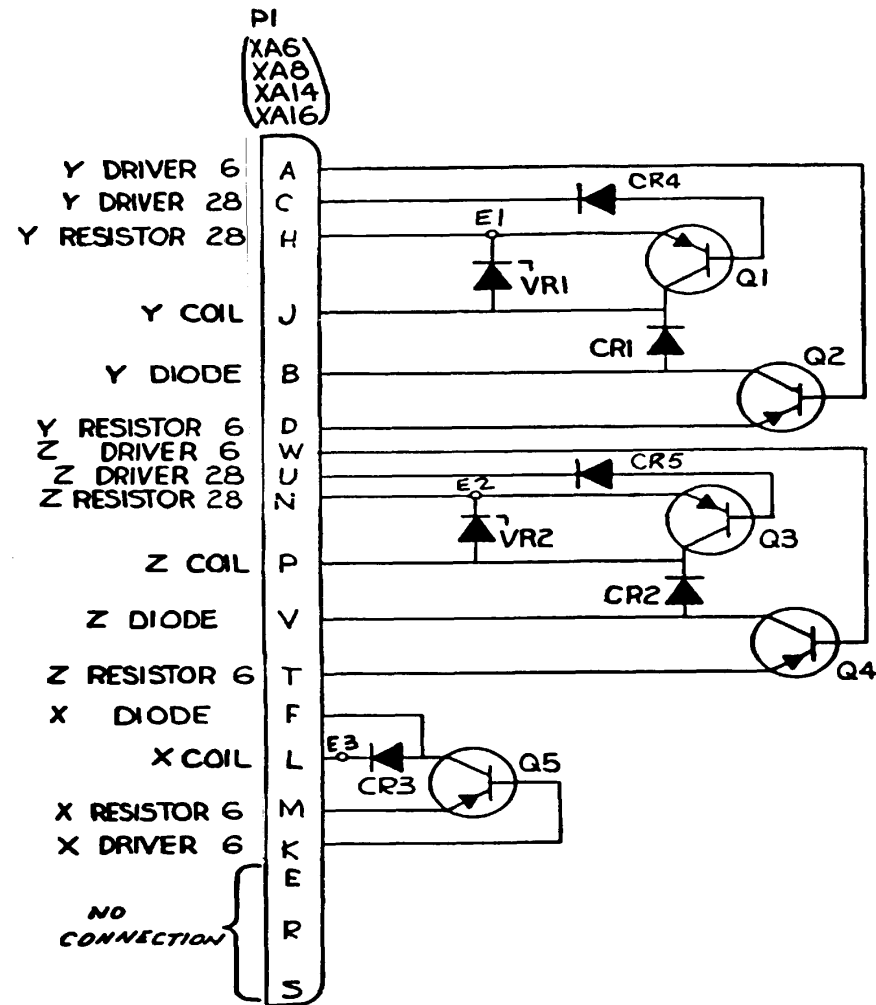 P1
(XA6
XA8
XA14
XA16)
Y DRIVER 6 A
Y DRIVER 28 C CR4
Y RESISTOR 28 H E1
VR1 Q1
Y COIL J
CR1 Q2
Y DIODE B
Y RESISTOR 6 D
Z DRIVER 6 W
Z DRIVER 28 U CR5
Z RESISTOR 28 N E2
VR2 Q3
Z COIL P
CR2
Z DIODE V
Z RESISTOR 6 T Q4
X DIODE F
X COIL L E3 Q5
CR3
X RESISTOR 6 M
X DRIVER 6 K
E
NO
CONNECTION R
S